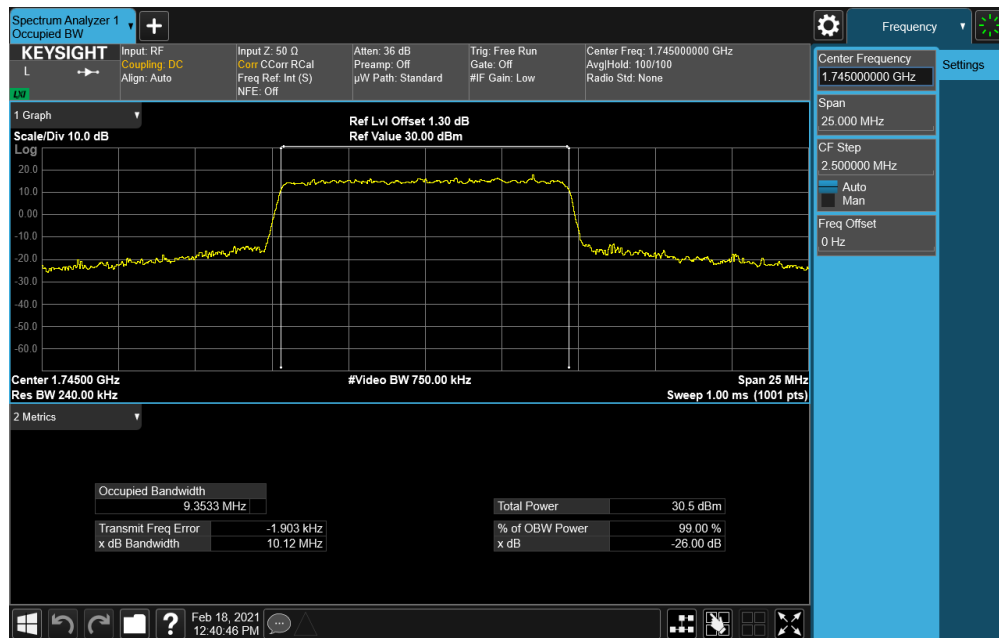 Spectrum Analyzer 1
Occupied BW
Frequency
KEYSIGHT
L
LXI
Input: RF
Coupling: DC
Align: Auto
Input Z: 50 Ω
Corr CCorr RCal
Freq Ref: Int (S)
NFE: Off
Atten: 36 dB
Preamp: Off
µW Path: Standard
Trig: Free Run
Gate: Off
#IF Gain: Low
Center Freq: 1.745000000 GHz
Avg|Hold: 100/100
Radio Std: None
Center Frequency
1.745000000 GHz
Settings
Span
25.000 MHz
CF Step
2.500000 MHz
Auto
Man
Freq Offset
0 Hz
1 Graph
Scale/Div 10.0 dB
Ref Lvl Offset 1.30 dB
Ref Value 30.00 dBm
Log
20.0
10.0
0.00
-10.0
-20.0
-30.0
-40.0
-50.0
-60.0
Center 1.74500 GHz
Res BW 240.00 kHz
#Video BW 750.00 kHz
Span 25 MHz
Sweep 1.00 ms (1001 pts)
2 Metrics
Occupied Bandwidth
9.3533 MHz
Transmit Freq Error -1.903 kHz
x dB Bandwidth 10.12 MHz
Total Power 30.5 dBm
% of OBW Power 99.00 %
x dB -26.00 dB
?
Feb 18, 2021
12:40:46 PM